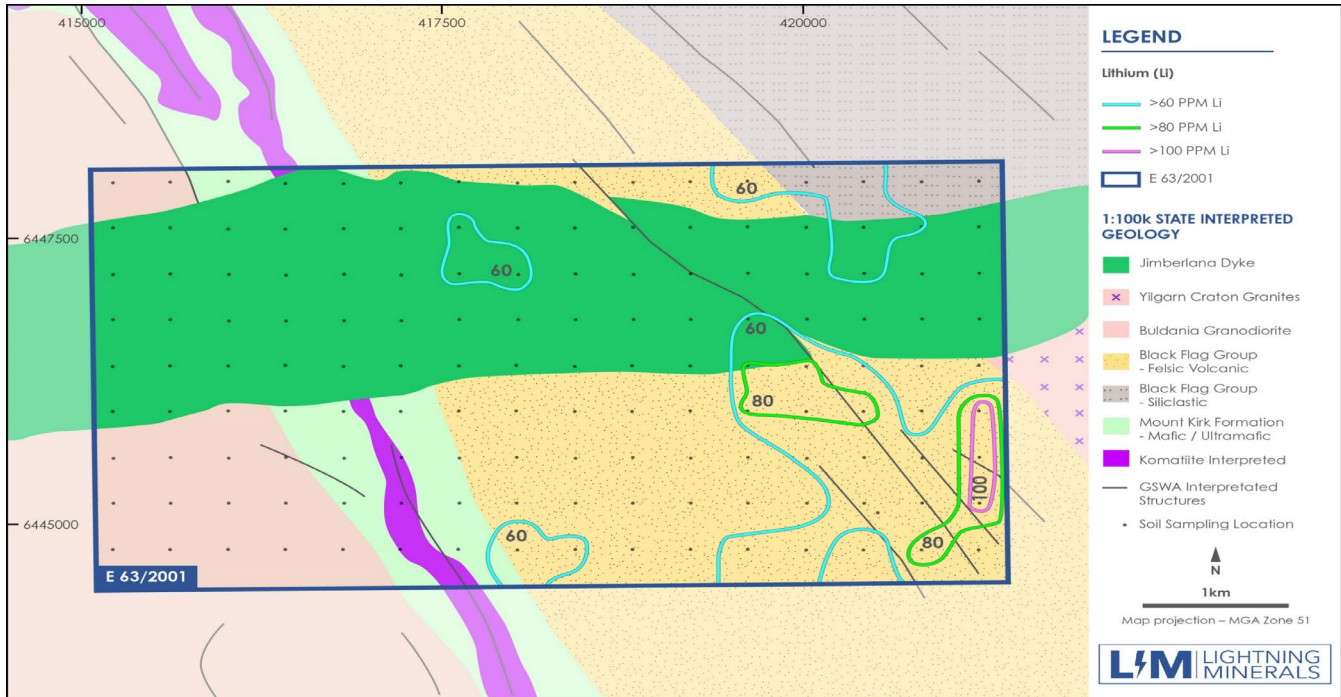 415000
417500
420000
6447500
6445000
60
60
60
80
60
80
100
E 63/2001
LEGEND
Lithium (Li)
>60 PPM Li
>80 PPM Li
>100 PPM Li
E 63/2001
1:100k STATE INTERPRETED
GEOLOGY
Jimberlana Dyke
Yilgarn Craton Granites
Buldania Granodiorite
Black Flag Group
- Felsic Volcanic
Black Flag Group
- Siliclastic
Mount Kirk Formation
- Mafic / Ultramafic
Komatiite Interpreted
GSWA Interpretated
Structures
Soil Sampling Location
N
1km
Map projection – MGA Zone 51
LM LIGHTNING
MINERALS